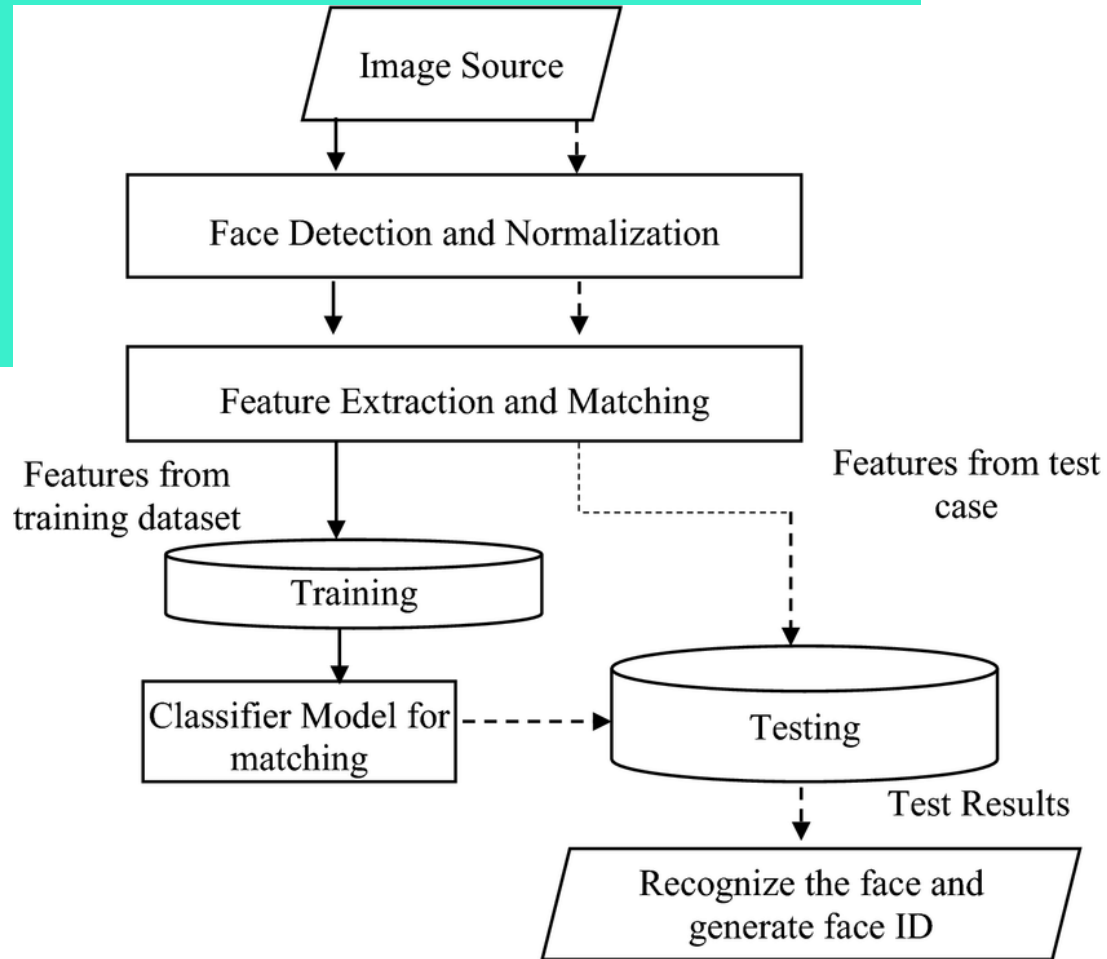 Image Source
Face Detection and Normalization
Feature Extraction and Matching
Features from
training dataset
Features from test
case
Training
Classifier Model for
matching
Testing
Test Results
Recognize the face and
generate face ID